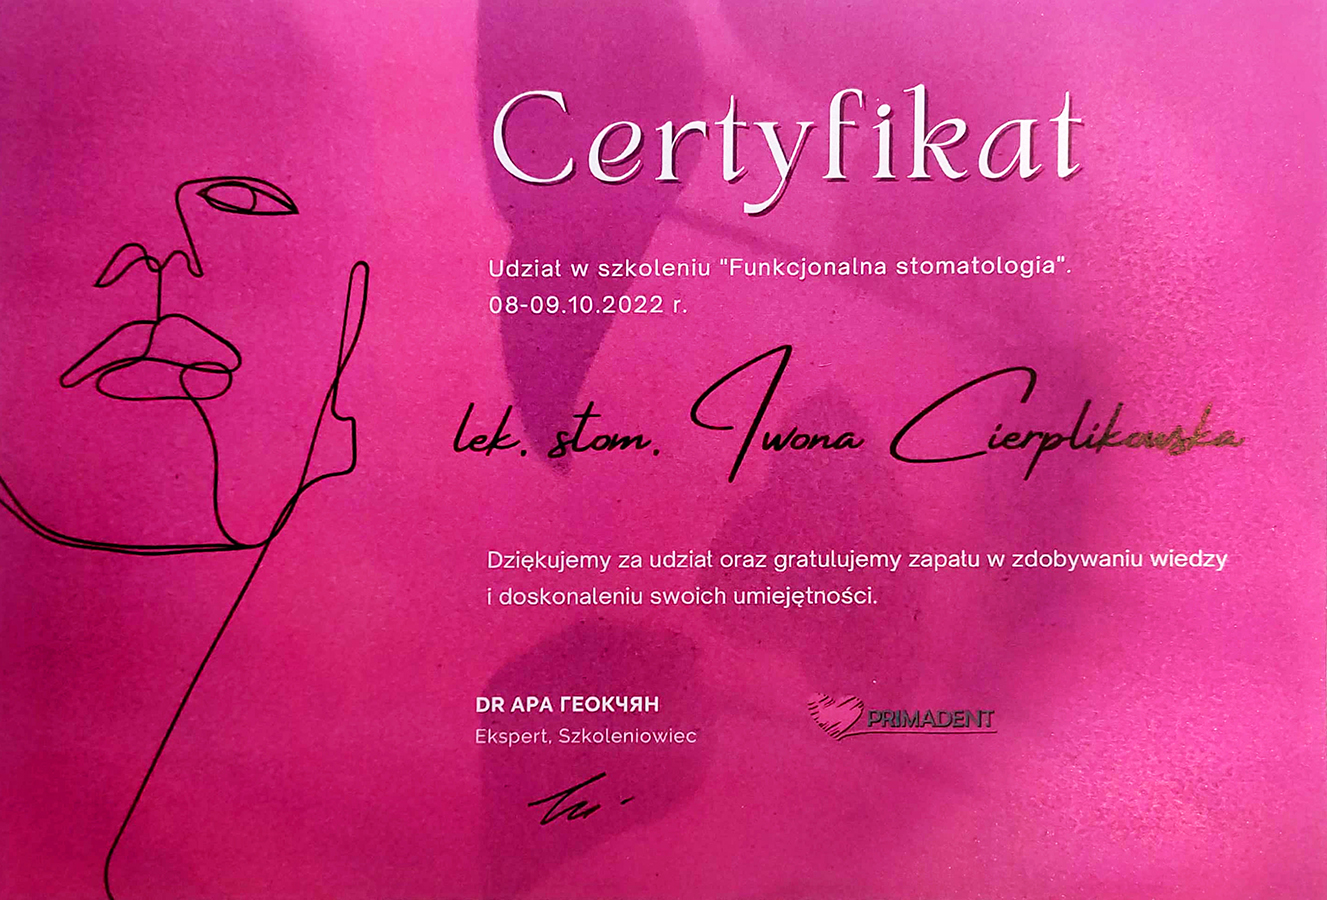 Certyfikat
Udział w szkoleniu "Funkcjonalna stomatologia".
08-09.10.2022 r.
lek. stom. Iwona Cierplikowska
Dziękujemy za udział oraz gratulujemy zapału w zdobywaniu wiedzy
i doskonaleniu swoich umiejętności.
DR АРА ГЕОКЧЯН
Ekspert, Szkoleniowiec
PRIMADENT